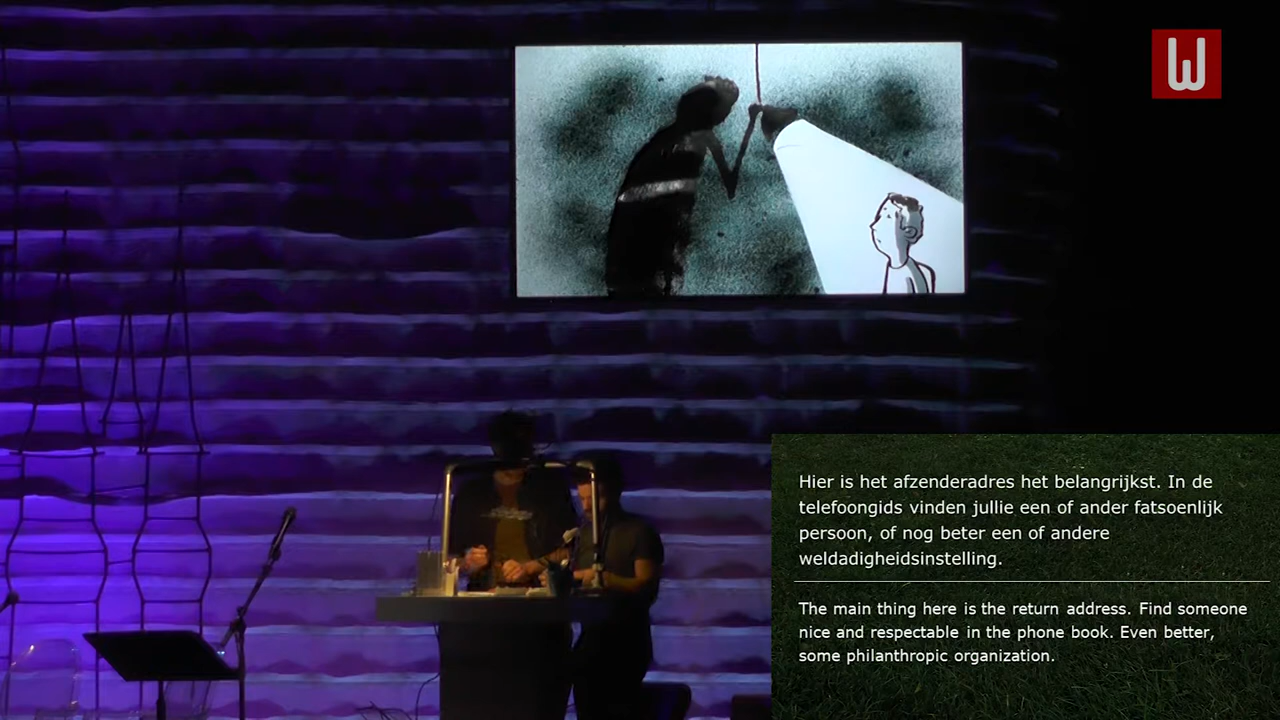 W
Hier is het afzenderadres het belangrijkst. In de
telefoongids vinden jullie een of ander fatsoenlijk
persoon, of nog beter een of andere
weldadigheidsinstelling.
The main thing here is the return address. Find someone
nice and respectable in the phone book. Even better,
some philanthropic organization.